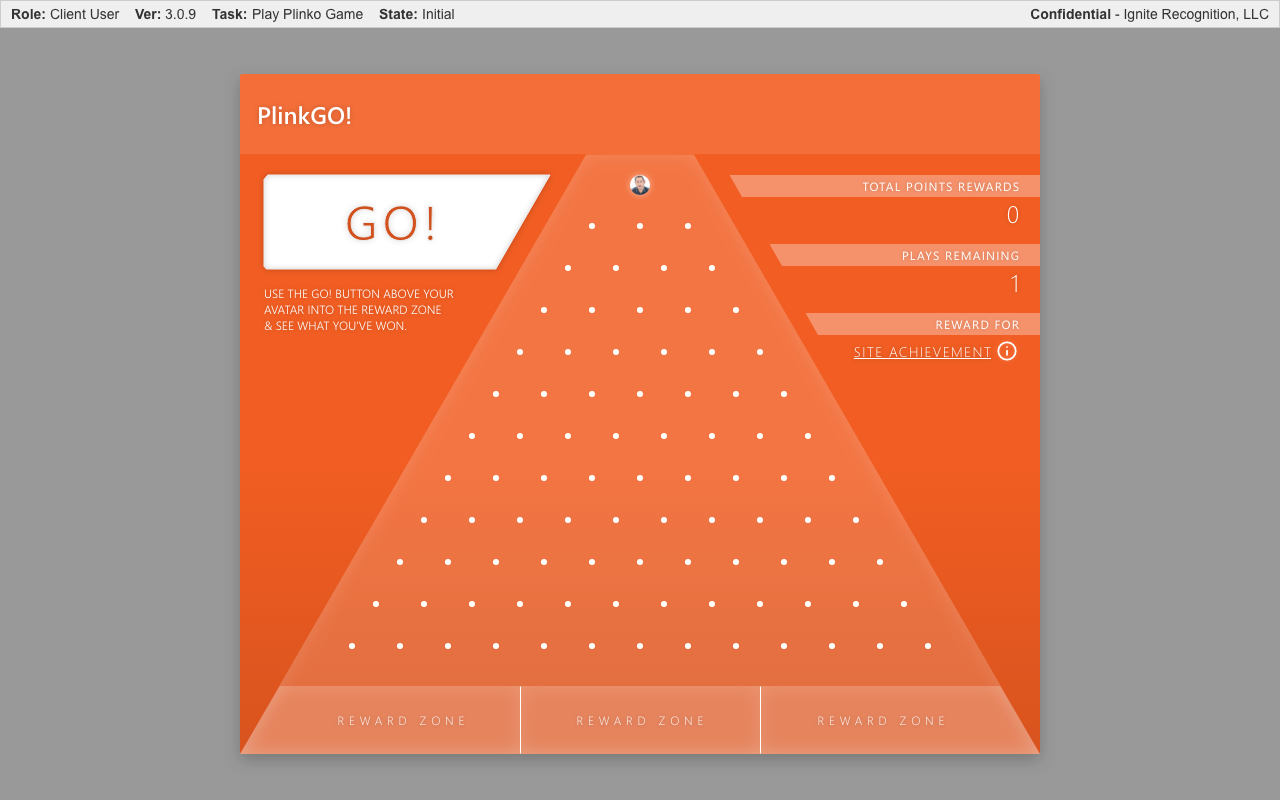 Role: Client User Ver: 3.0.9 Task: Play Plinko Game State: Initial Confidential - Ignite Recognition, LLC
PlinkGO!
GO!
USE THE GO! BUTTON ABOVE YOUR
AVATAR INTO THE REWARD ZONE
& SEE WHAT YOU'VE WON.
TOTAL POINTS REWARDS
0
PLAYS REMAINING
1
REWARD FOR
SITE ACHIEVEMENT i
REWARD ZONE REWARD ZONE REWARD ZONE